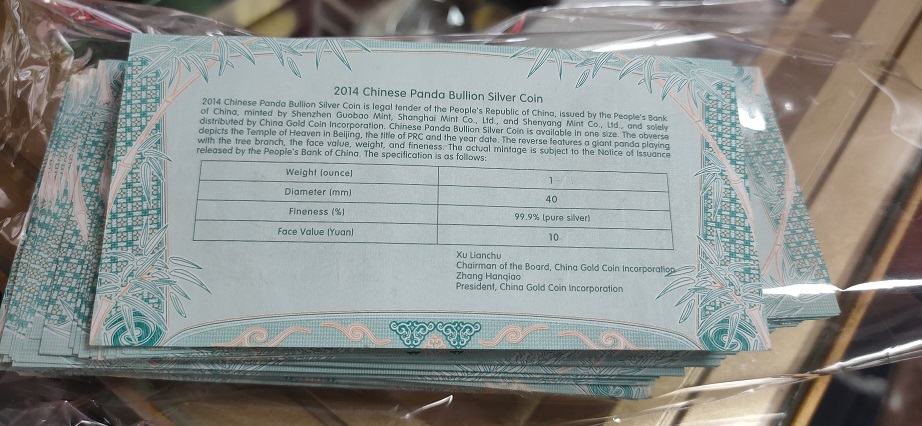 2014 Chinese Panda Bullion Silver Coin
2014 Chinese Panda Bullion Silver Coin is legal tender of the People's Republic of China, issued by the People's Bank
of China, minted by Shenzhen Guobao Mint, Shanghai Mint Co., Ltd., and Shenyang Mint Co., Ltd., and solely
distributed by China Gold Coin Incorporation. Chinese Panda Bullion Silver Coin is available in one size. The obverse
depicts the Temple of Heaven in Beijing, the title of PRC and the year date. The reverse features a giant panda playing
with the tree branch, the face value, weight, and fineness. The actual mintage is subject to the Notice of Issuance
released by the People's Bank of China. The specification is as follows:
Weight (ounce) 1
Diameter (mm) 40
Fineness (%) 99.9% (pure silver)
Face Value (Yuan) 10
Xu Lianchu
Chairman of the Board, China Gold Coin Incorporation
Zhang Hanqiao
President, China Gold Coin Incorporation